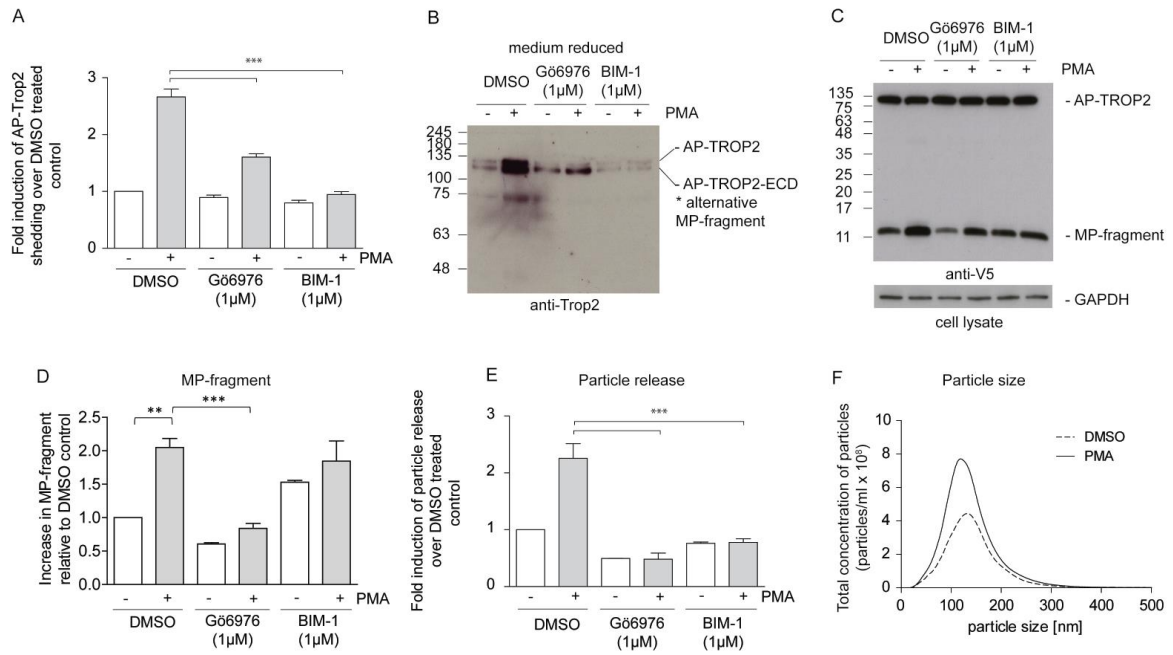 A
Fold induction of AP-Trop2
shedding over DMSO treated
control
3
2
1
0
***
- + - + - + PMA
DMSO Gö6976 BIM-1
(1µM) (1µM)
B
medium reduced
DMSO Gö6976 BIM-1
(1µM) (1µM)
- + - + - + PMA
245
180
135
100
75
63
48
- AP-TROP2
- AP-TROP2-ECD
* alternative
MP-fragment
anti-Trop2
C
DMSO Gö6976 BIM-1
(1µM) (1µM)
- + - + - + PMA
135
75
63
48
35
25
20
17
11
- AP-TROP2
- MP-fragment
anti-V5
- GAPDH
cell lysate
D
MP-fragment
Increase in MP-fragment
relative to DMSO control
2.5
2.0
1.5
1.0
0.5
0.0
** ***
- + - + - + PMA
DMSO Gö6976 BIM-1
(1µM) (1µM)
E
Particle release
Fold induction of particle release
over DMSO treated
control
3
2
1
0
***
- + - + - + PMA
DMSO Gö6976 BIM-1
(1µM) (1µM)
F
Particle size
Total concentration of particles
(particles/ml x 10⁸)
10
8
6
4
2
0
DMSO
PMA
0 100 200 300 400 500
particle size [nm]